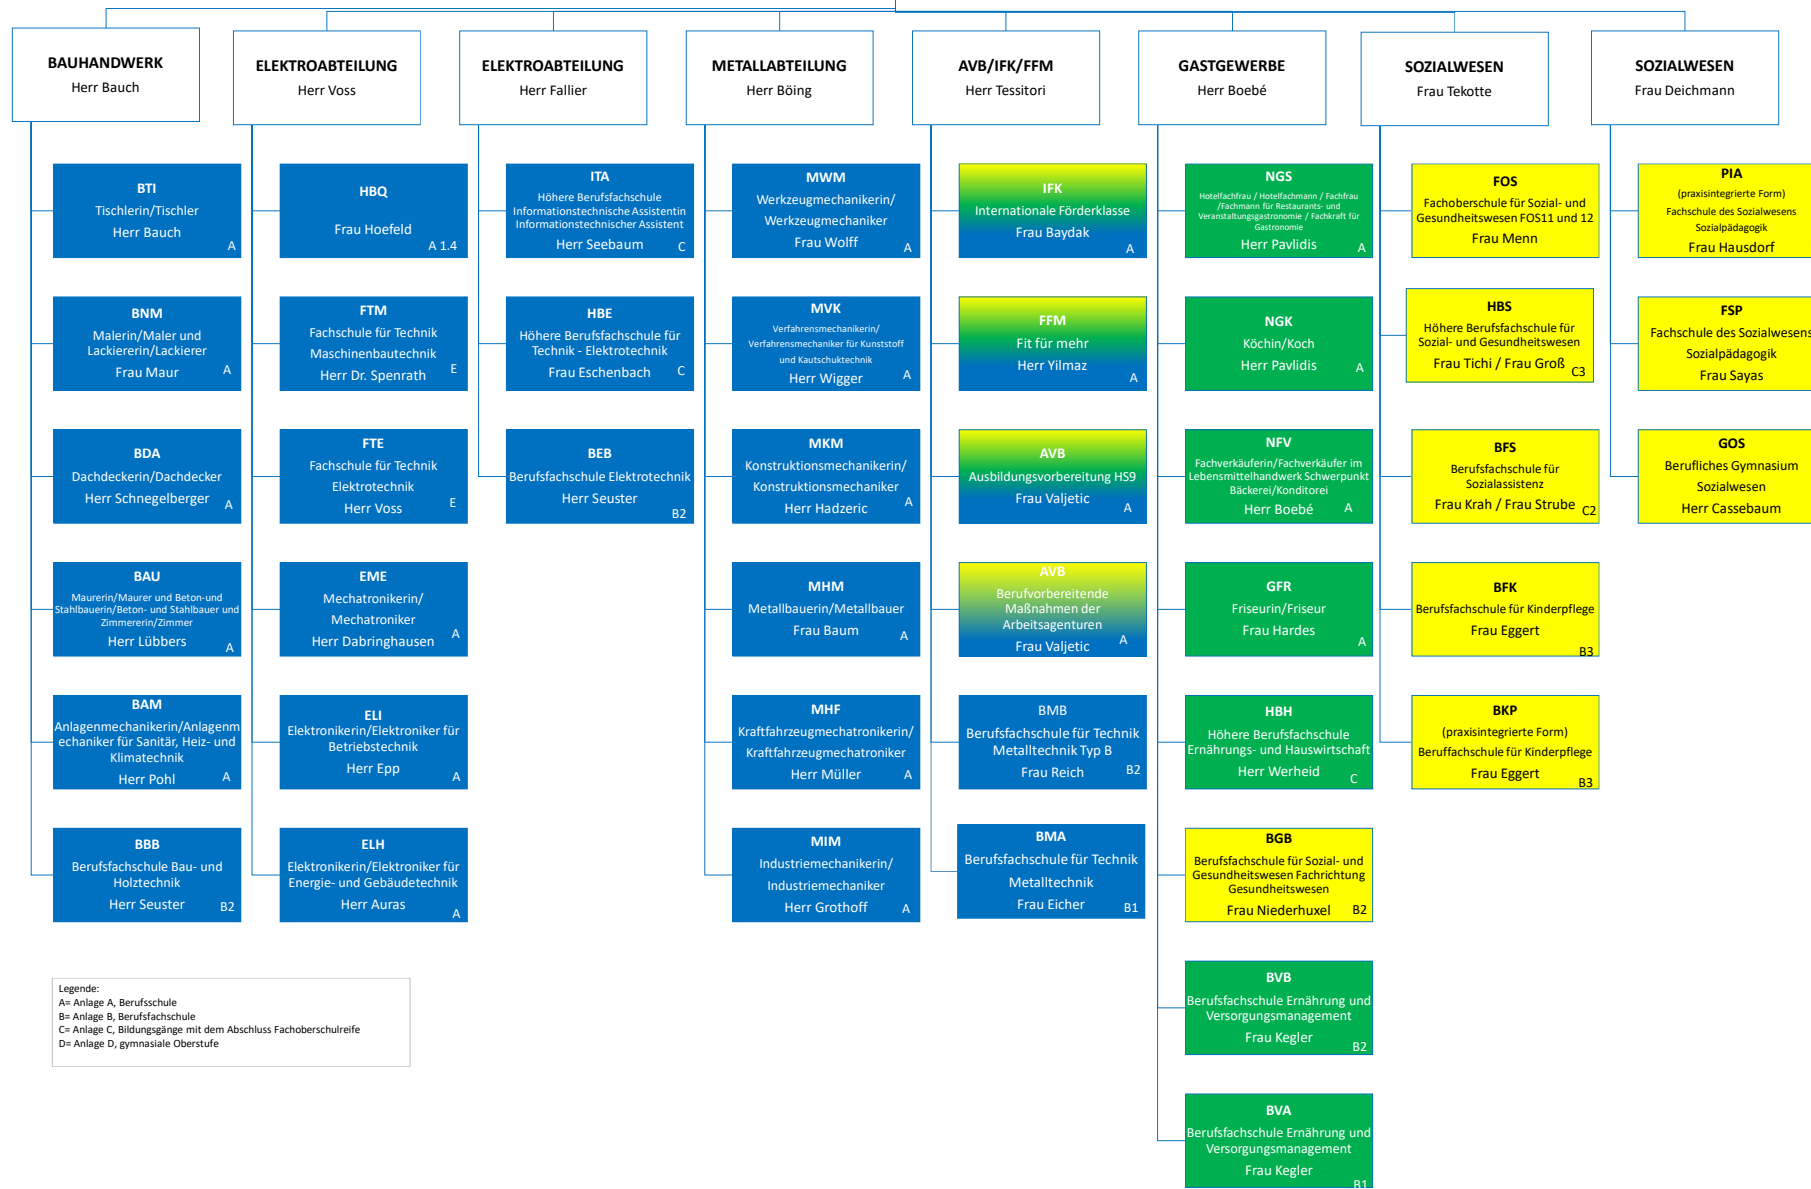 BAUHANDWERK
Herr Bauch
BTI
Tischlerin/Tischler
Herr Bauch
A
BNM
Malerin/Maler und
Lackiererin/Lackierer
Frau Maur
A
BDA
Dachdeckerin/Dachdecker
Herr Schnegelberger
A
BAU
Maurerin/Maurer und Beton-und
Stahlbauerin/Beton- und Stahlbauer und
Zimmererin/Zimmer
Herr Lübbers
A
BAM
Anlagenmechanikerin/Anlagenm
echaniker für Sanitär, Heiz- und
Klimatechnik
Herr Pohl
A
BBB
Berufsfachschule Bau- und
Holztechnik
Herr Seuster
B2
ELEKTROABTEILUNG
Herr Voss
HBQ
Frau Hoefeld
A 1.4
FTM
Fachschule für Technik
Maschinenbautechnik
Herr Dr. Spenrath
E
FTE
Fachschule für Technik
Elektrotechnik
Herr Voss
E
EME
Mechatronikerin/
Mechatroniker
Herr Dabringhausen
A
ELI
Elektronikerin/Elektroniker für
Betriebstechnik
Herr Epp
A
ELH
Elektronikerin/Elektroniker für
Energie- und Gebäudetechnik
Herr Auras
A
ELEKTROABTEILUNG
Herr Fallier
ITA
Höhere Berufsfachschule
Informationstechnische Assistentin
Informationstechnischer Assistent
Herr Seebaum
C
HBE
Höhere Berufsfachschule für
Technik - Elektrotechnik
Frau Eschenbach
C
BEB
Berufsfachschule Elektrotechnik
Herr Seuster
B2
METALLABTEILUNG
Herr Böing
MWM
Werkzeugmechanikerin/
Werkzeugmechaniker
Frau Wolff
A
MVK
Verfahrensmechanikerin/
Verfahrensmechaniker für Kunststoff
und Kautschuktechnik
Herr Wigger
A
MKM
Konstruktionsmechanikerin/
Konstruktionsmechaniker
Herr Hadzeric
A
MHM
Metallbauerin/Metallbauer
Frau Baum
A
MHF
Kraftfahrzeugmechatronikerin/
Kraftfahrzeugmechatroniker
Herr Müller
A
MIM
Industriemechanikerin/
Industriemechaniker
Herr Grothoff
A
AVB/IFK/FFM
Herr Tessitori
IFK
Internationale Förderklasse
Frau Baydak
A
FFM
Fit für mehr
Herr Yilmaz
A
AVB
Ausbildungsvorbereitung HS9
Frau Valjetic
A
AVB
Berufvorbereitende
Maßnahmen der
Arbeitsagenturen
Frau Valjetic
A
BMB
Berufsfachschule für Technik
Metalltechnik Typ B
Frau Reich
B2
BMA
Berufsfachschule für Technik
Metalltechnik
Frau Eicher
B1
GASTGEWERBE
Herr Boebé
NGS
Hotelfachfrau / Hotelfachmann / Fachfrau
/Fachmann für Restaurants- und
Veranstaltungsgastronomie / Fachkraft für
Gastronomie
Herr Pavlidis
A
NGK
Köchin/Koch
Herr Pavlidis
A
NFV
Fachverkäuferin/Fachverkäufer im
Lebensmittelhandwerk Schwerpunkt
Bäckerei/Konditorei
Herr Boebé
A
GFR
Friseurin/Friseur
Frau Hardes
A
HBH
Höhere Berufsfachschule
Ernährungs- und Hauswirtschaft
Herr Werheid
C
BGB
Berufsfachschule für Sozial- und
Gesundheitswesen Fachrichtung
Gesundheitswesen
Frau Niederhuxel
B2
BVB
Berufsfachschule Ernährung und
Versorgungsmanagement
Frau Kegler
B2
BVA
Berufsfachschule Ernährung und
Versorgungsmanagement
Frau Kegler
B1
SOZIALWESEN
Frau Tekotte
FOS
Fachoberschule für Sozial- und
Gesundheitswesen FOS11 und 12
Frau Menn
HBS
Höhere Berufsfachschule für
Sozial- und Gesundheitswesen
Frau Tichi / Frau Groß
C3
BFS
Berufsfachschule für
Sozialassistenz
Frau Krah / Frau Strube
C2
BFK
Berufsfachschule für Kinderpflege
Frau Eggert
B3
BKP
(praxisintegrierte Form)
Beruffachschule für Kinderpflege
Frau Eggert
B3
SOZIALWESEN
Frau Deichmann
PIA
(praxisintegrierte Form)
Fachschule des Sozialwesens
Sozialpädagogik
Frau Hausdorf
FSP
Fachschule des Sozialwesens
Sozialpädagogik
Frau Sayas
GOS
Berufliches Gymnasium
Sozialwesen
Herr Cassebaum
Legende:
A= Anlage A, Berufsschule
B= Anlage B, Berufsfachschule
C= Anlage C, Bildungsgänge mit dem Abschluss Fachoberschulreife
D= Anlage D, gymnasiale Oberstufe